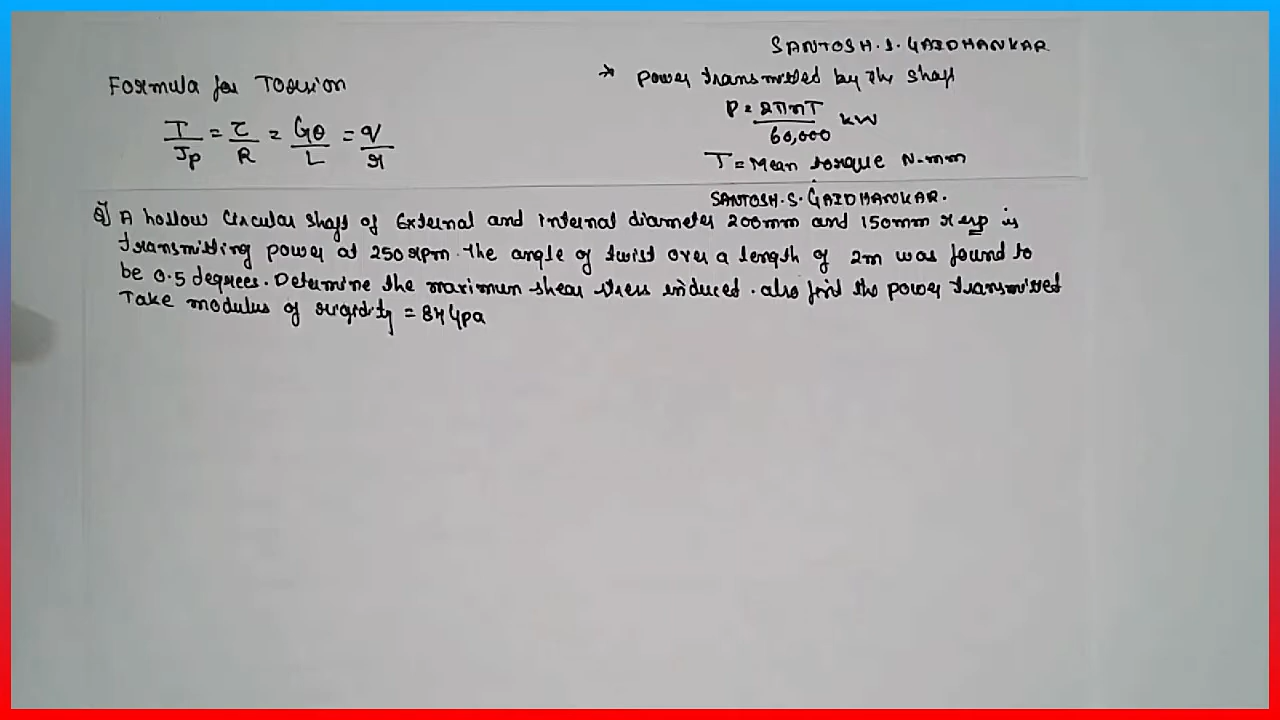 SANTOSH.S.GAIDHANKAR
Formula for Torsion
→ Power transmitted by the shaft
T/Jp = τ/R = Gθ/L = q/r
P = 2πnT/60,000 kW
T = Mean torque N-mm
SANTOSH.S.GAIDHANKAR.
Q] A hollow circular shaft of External and internal diameter 200mm and 150mm resp is
transmitting power at 250 rpm. The angle of twist over a length of 2m was found to
be 0.5 degrees. Determine the maximum shear stress induced. also find the power transmitted
Take modulus of rigidity = 84 Gpa